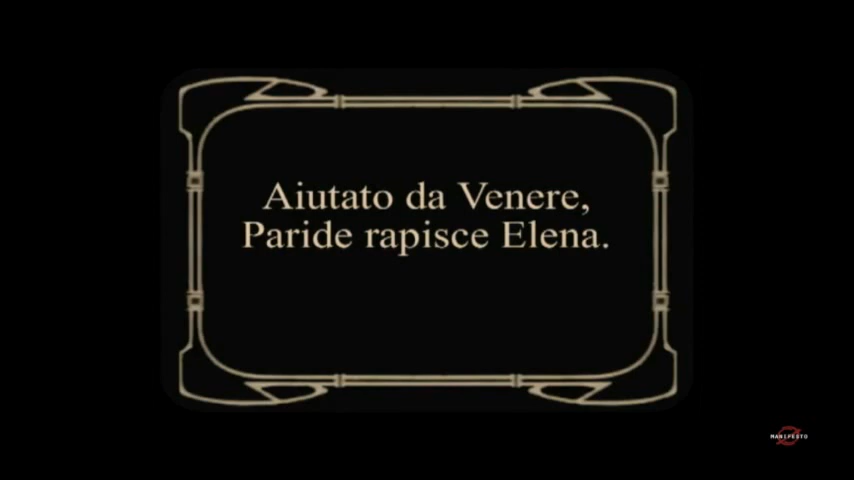 Aiutato da Venere,
Paride rapisce Elena.
MANIFESTO